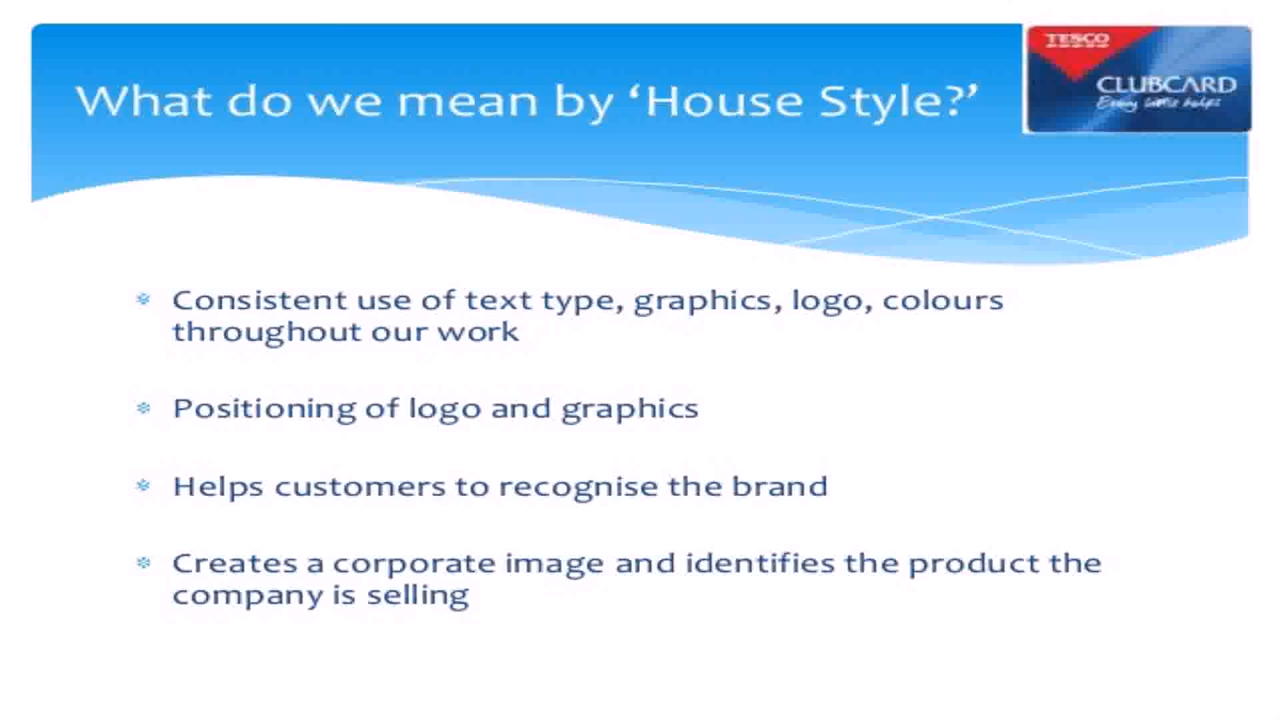 What do we mean by ‘House Style?’
TESCO
CLUBCARD
Every little helps
Consistent use of text type, graphics, logo, colours
throughout our work
Positioning of logo and graphics
Helps customers to recognise the brand
Creates a corporate image and identifies the product the
company is selling